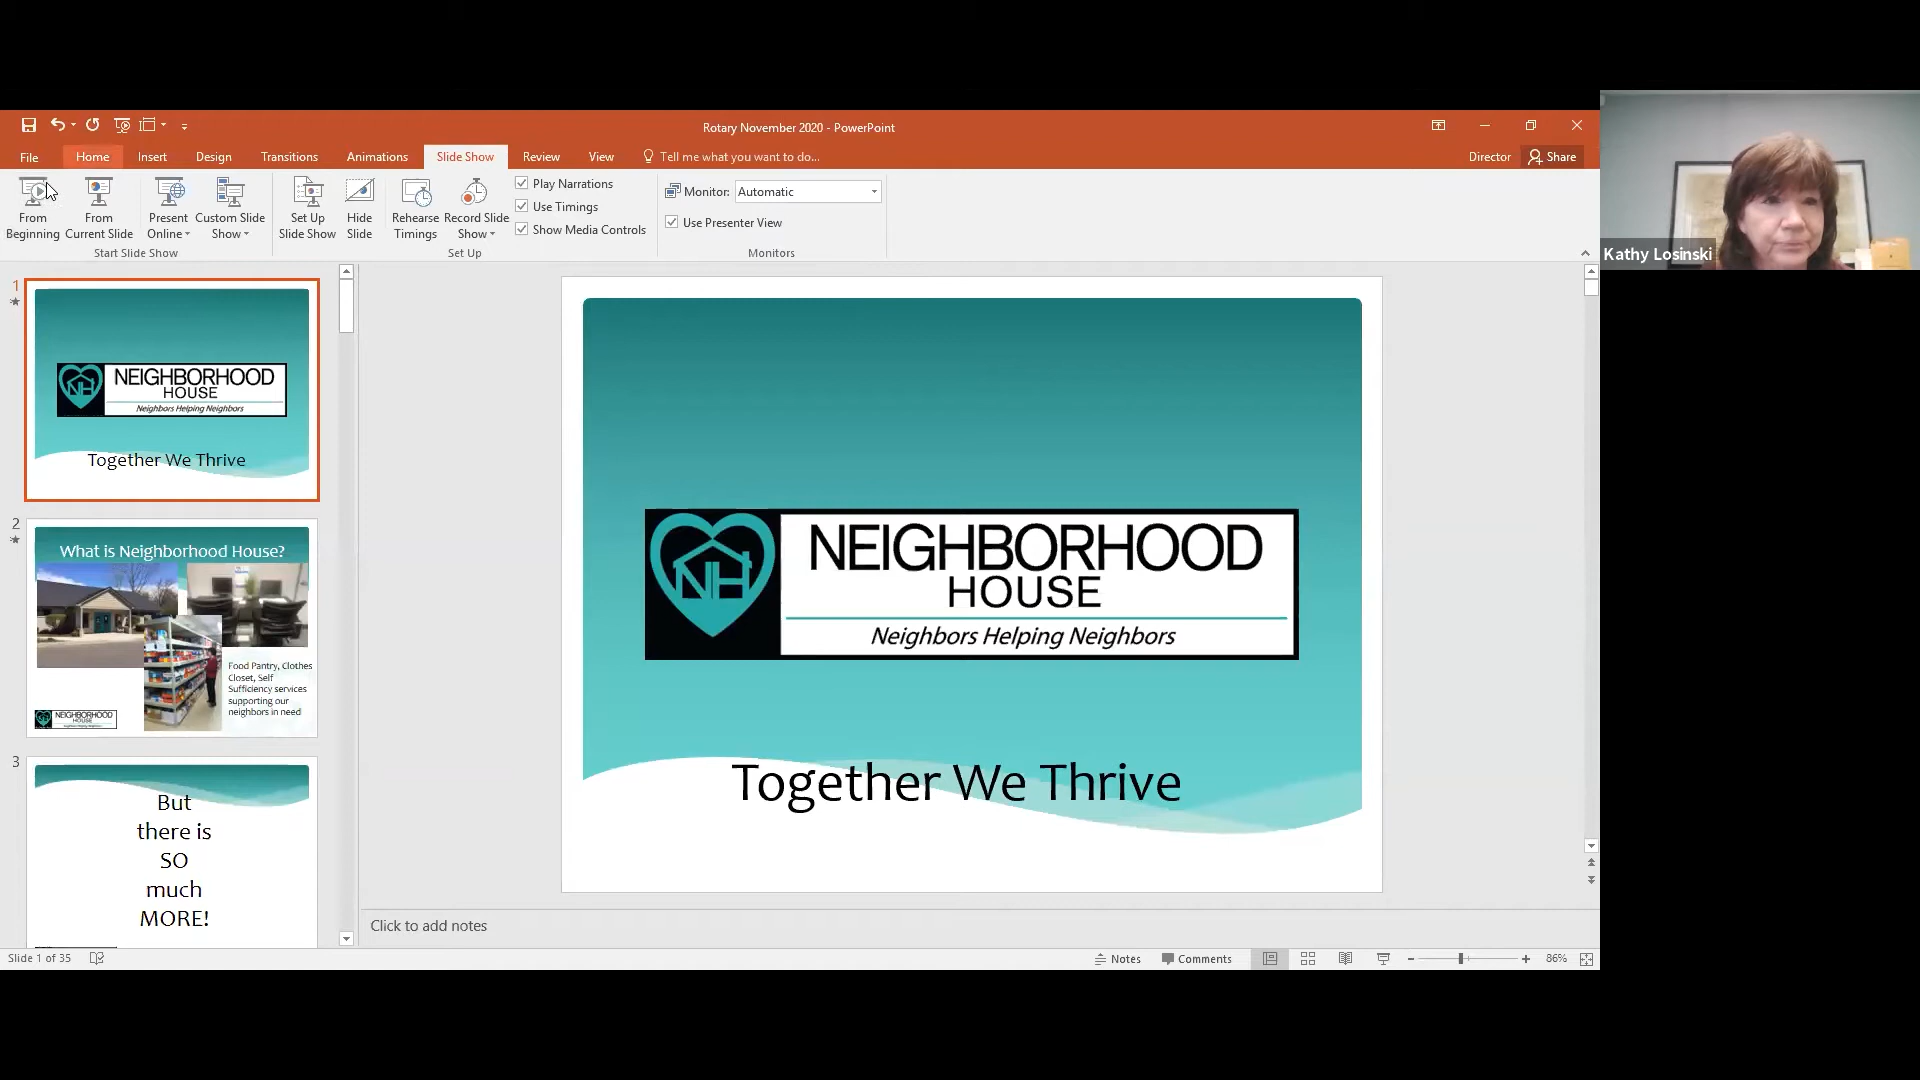 Rotary November 2020 - PowerPoint
File
Home
Insert
Design
Transitions
Animations
Slide Show
Review
View
Tell me what you want to do...
Director
Share
From
Beginning
From
Current Slide
Present
Online
Custom Slide
Show
Start Slide Show
Set Up
Slide Show
Hide
Slide
Rehearse
Timings
Record Slide
Show
Play Narrations
Use Timings
Show Media Controls
Set Up
Monitor: Automatic
Use Presenter View
Monitors
Kathy Losinski
1
NH
NEIGHBORHOOD
HOUSE
Neighbors Helping Neighbors
Together We Thrive
2
What is Neighborhood House?
Food Pantry, Clothes
Closet, Self
Sufficiency services
supporting our
neighbors in need
NEIGHBORHOOD
HOUSE
3
But
there is
SO
much
MORE!
NH
NEIGHBORHOOD
HOUSE
Neighbors Helping Neighbors
Together We Thrive
Click to add notes
Slide 1 of 35
Notes
Comments
86%